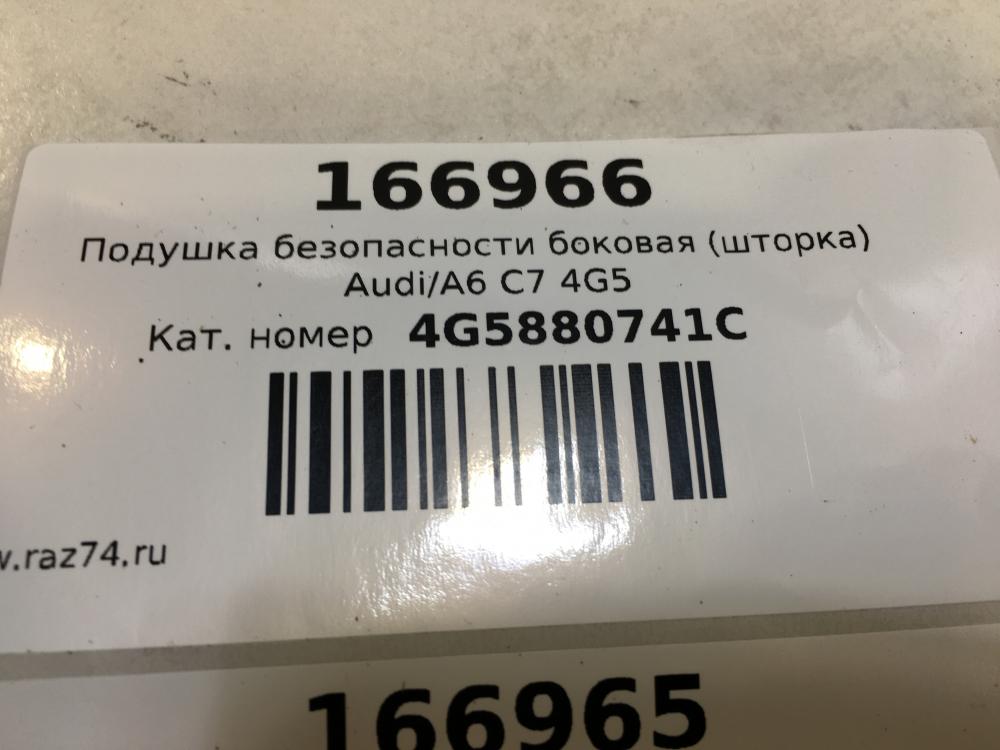 166966
Подушка безопасности боковая (шторка)
Audi/A6 C7 4G5
Кат. номер 4G5880741C
.raz74.ru
166965